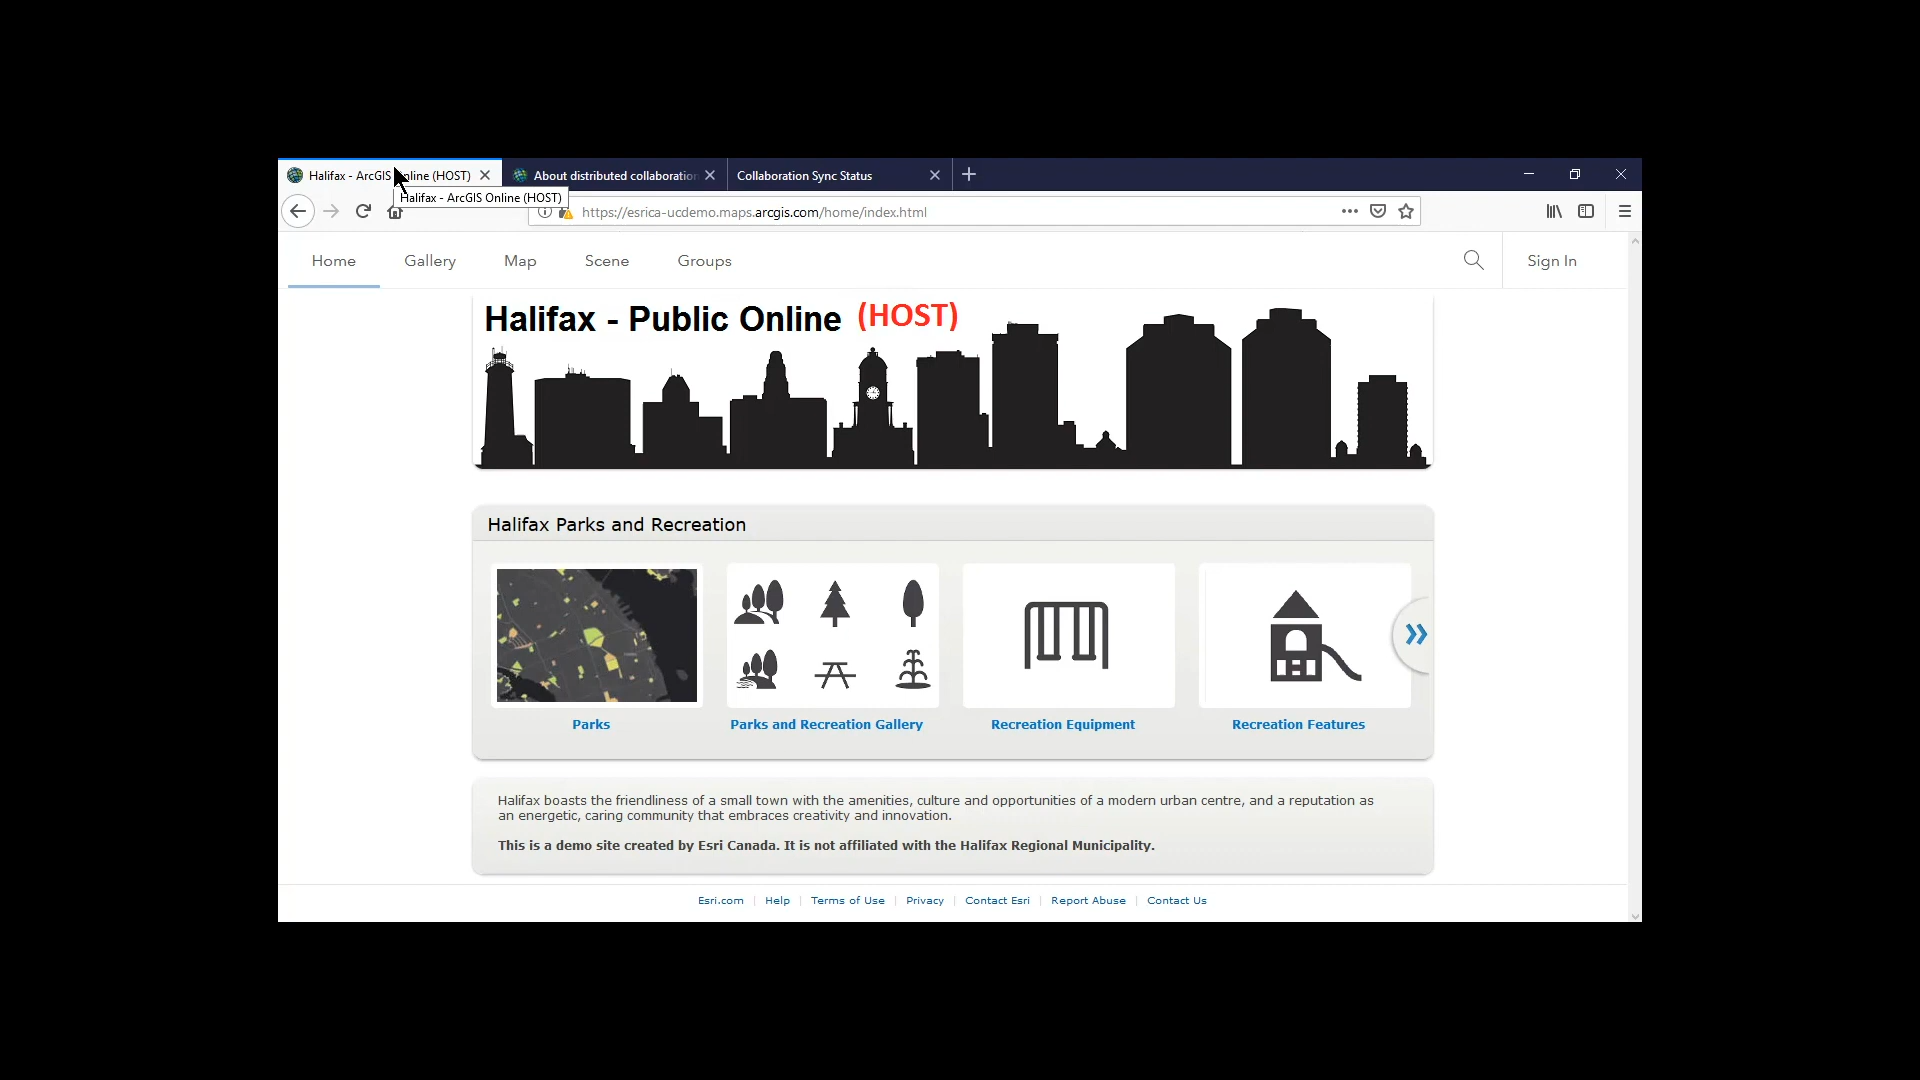 Halifax - ArcGIS Online (HOST)
About distributed collaboration
Collaboration Sync Status
Halifax - ArcGIS Online (HOST)
https://esrica-ucdemo.maps.arcgis.com/home/index.html
Home
Gallery
Map
Scene
Groups
Sign In
Halifax - Public Online (HOST)
Halifax Parks and Recreation
Parks
Parks and Recreation Gallery
Recreation Equipment
Recreation Features
Halifax boasts the friendliness of a small town with the amenities, culture and opportunities of a modern urban centre, and a reputation as
an energetic, caring community that embraces creativity and innovation.
This is a demo site created by Esri Canada. It is not affiliated with the Halifax Regional Municipality.
Esri.com
Help
Terms of Use
Privacy
Contact Esri
Report Abuse
Contact Us